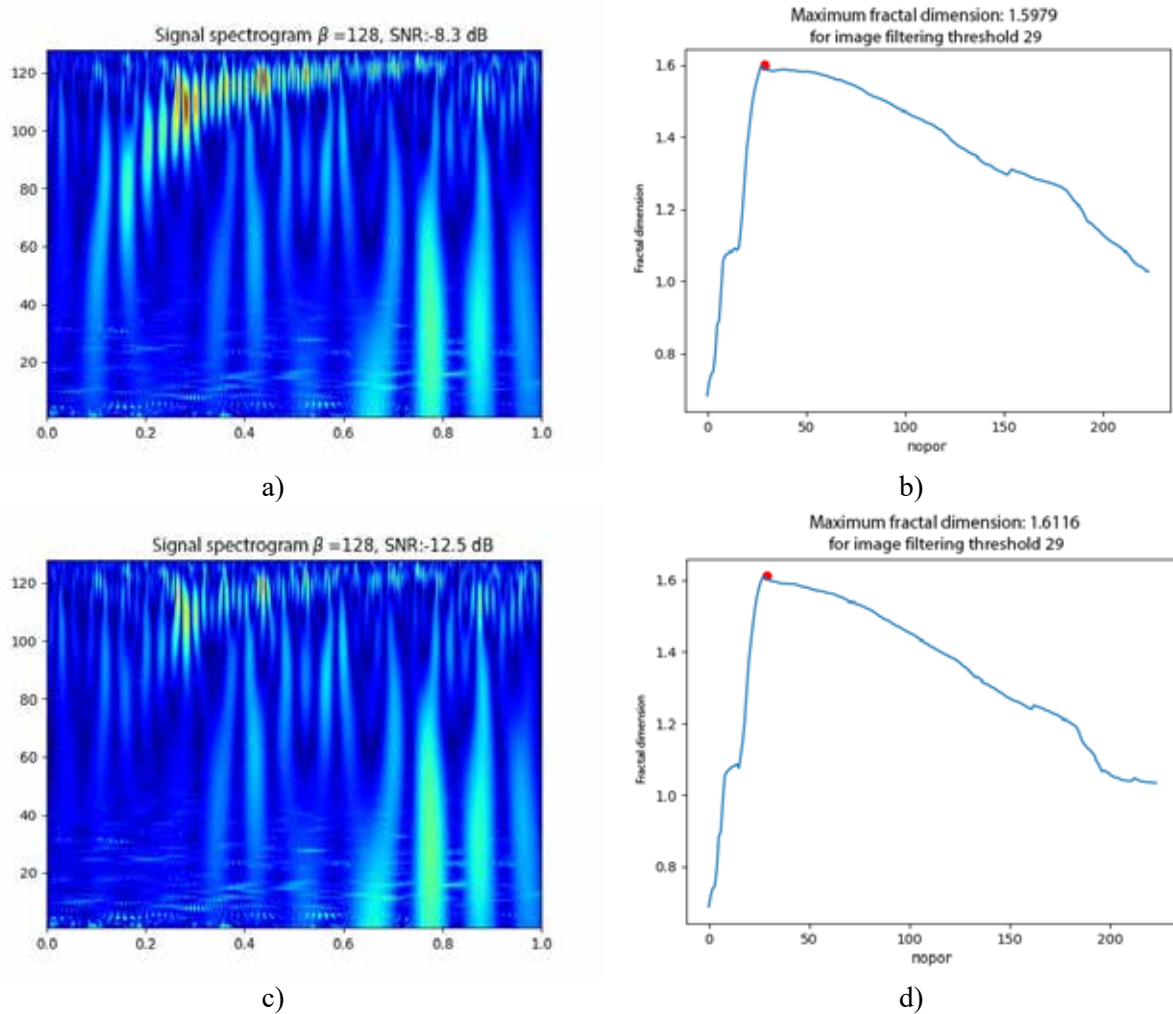 Signal spectrogram β =128, SNR:-8.3 dB
120
100
80
60
40
20
0.0 0.2 0.4 0.6 0.8 1.0
a)
Maximum fractal dimension: 1.5979
for image filtering threshold 29
1.6
1.4
1.2
1.0
0.8
Fractal dimension
0 50 100 150 200
nopor
b)
Signal spectrogram β =128, SNR:-12.5 dB
120
100
80
60
40
20
0.0 0.2 0.4 0.6 0.8 1.0
c)
Maximum fractal dimension: 1.6116
for image filtering threshold 29
1.6
1.4
1.2
1.0
0.8
Fractal dimension
0 50 100 150 200
nopor
d)